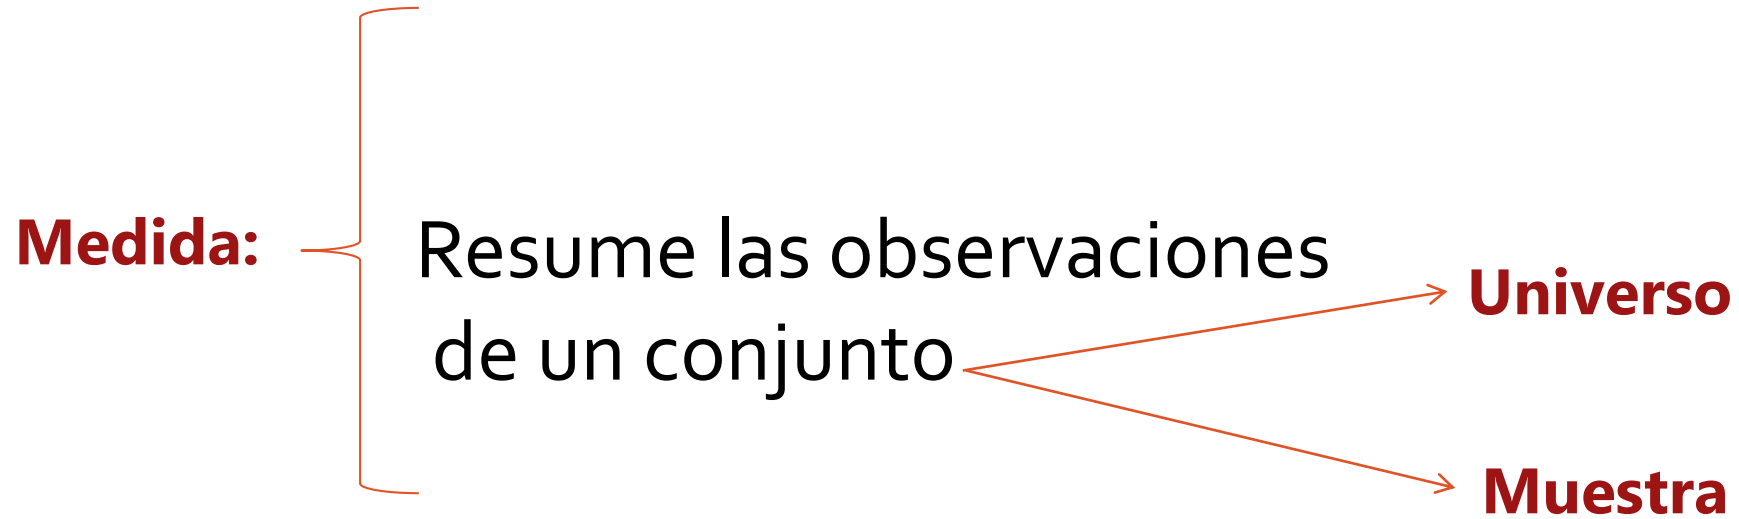 Medida:
Resume las observaciones
de un conjunto
Universo
Muestra